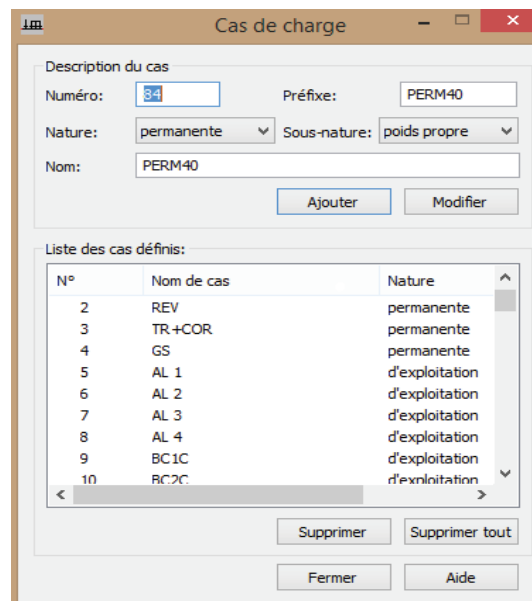 Cas de charge
Description du cas
Numéro: 84 Préfixe: PERM40
Nature: permanente Sous-nature: poids propre
Nom: PERM40
Ajouter Modifier
Liste des cas définis:
N° Nom de cas Nature
2 REV permanente
3 TR+COR permanente
4 GS permanente
5 AL 1 d'exploitation
6 AL 2 d'exploitation
7 AL 3 d'exploitation
8 AL 4 d'exploitation
9 BC1C d'exploitation
10 BC2C d'exploitation
Supprimer Supprimer tout
Fermer Aide